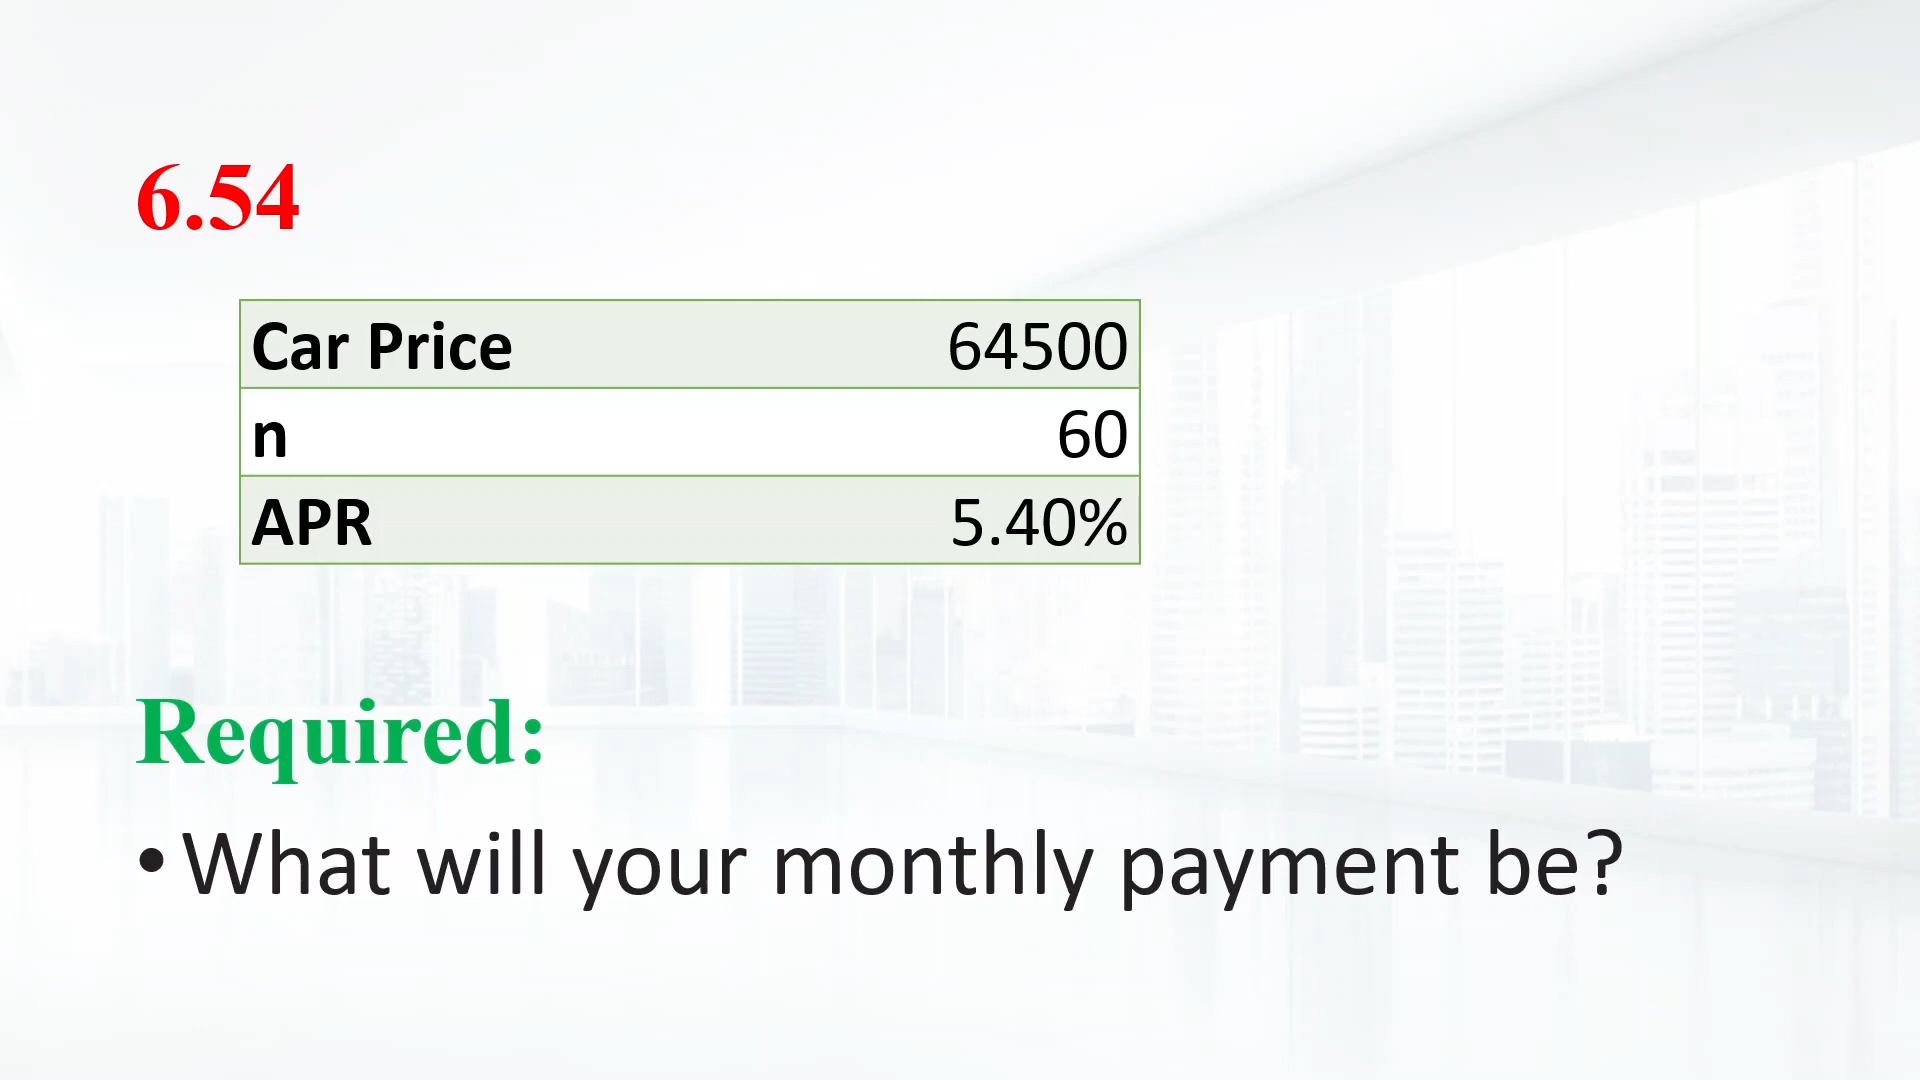 6.54
Car Price 64500
n 60
APR 5.40%
Required:
• What will your monthly payment be?